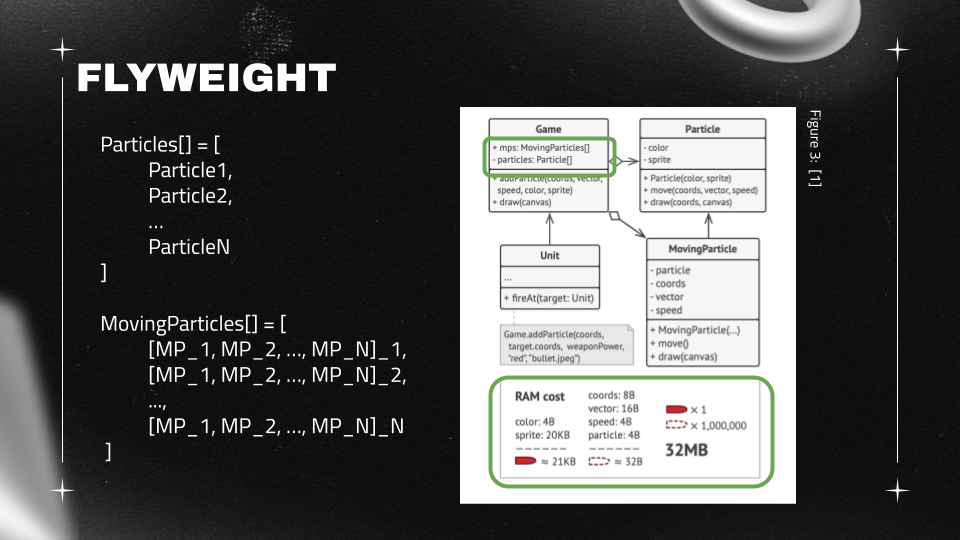 FLYWEIGHT
Particles[] = [
Particle1,
Particle2,
...
ParticleN
]
MovingParticles[] = [
[MP_1, MP_2, ..., MP_N]_1,
[MP_1, MP_2, ..., MP_N]_2,
...,
[MP_1, MP_2, ..., MP_N]_N
]
Game
+ mps: MovingParticles[]
- particles: Particle[]
+ addParticle(coords, vector,
speed, color, sprite)
+ draw(canvas)
Particle
- color
- sprite
+ Particle(color, sprite)
+ move(coords, vector, speed)
+ draw(coords, canvas)
Unit
...
+ fireAt(target: Unit)
MovingParticle
- particle
- coords
- vector
- speed
+ MovingParticle(...)
+ move()
+ draw(canvas)
Game.addParticle(coords,
target.coords, weaponPower,
"red", "bullet.jpeg")
RAM cost
color: 4B
sprite: 20KB
≈ 21KB
coords: 8B
vector: 16B
speed: 4B
particle: 4B
≈ 32B
× 1
× 1,000,000
32MB
Figure 3: [1]